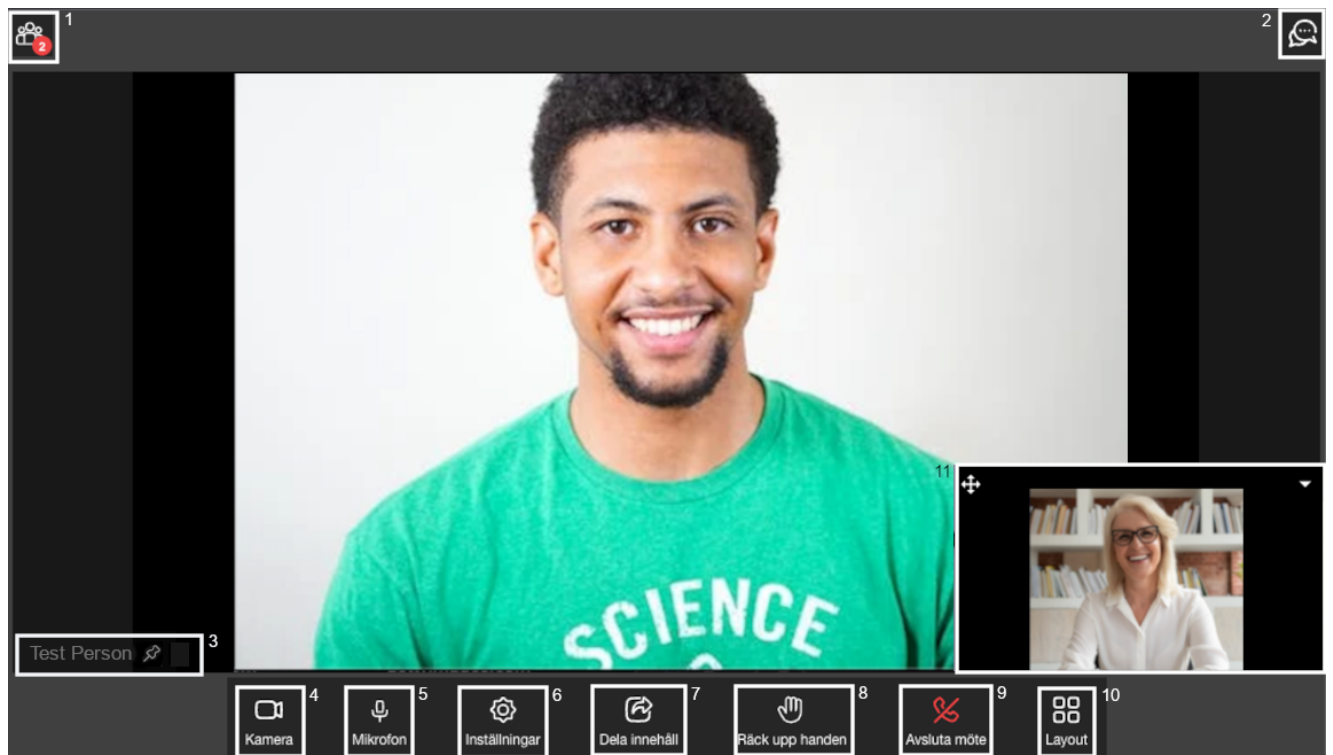 1
2
2
SCIENCE
11
Test Person
3
Kamera
4
Mikrofon
5
Inställningar
6
Dela innehåll
7
Räck upp handen
8
Avsluta möte
9
Layout
10